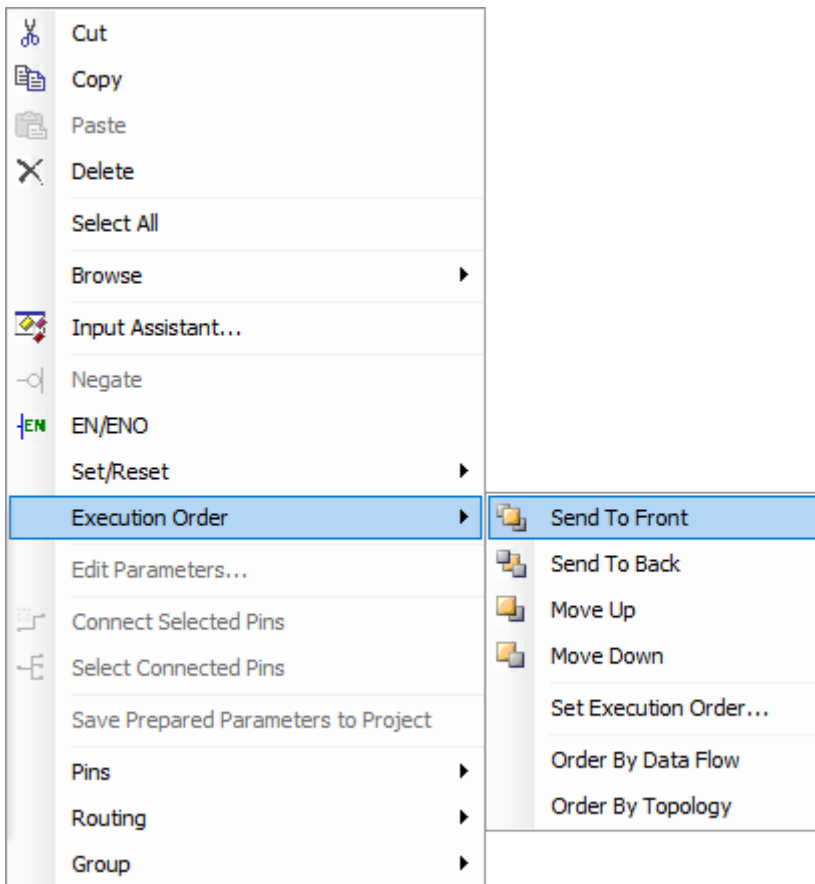 Cut
Copy
Paste
Delete
Select All
Browse
Input Assistant...
Negate
EN
EN/ENO
Set/Reset
Execution Order
Edit Parameters...
Connect Selected Pins
Select Connected Pins
Save Prepared Parameters to Project
Pins
Routing
Group
Send To Front
Send To Back
Move Up
Move Down
Set Execution Order...
Order By Data Flow
Order By Topology